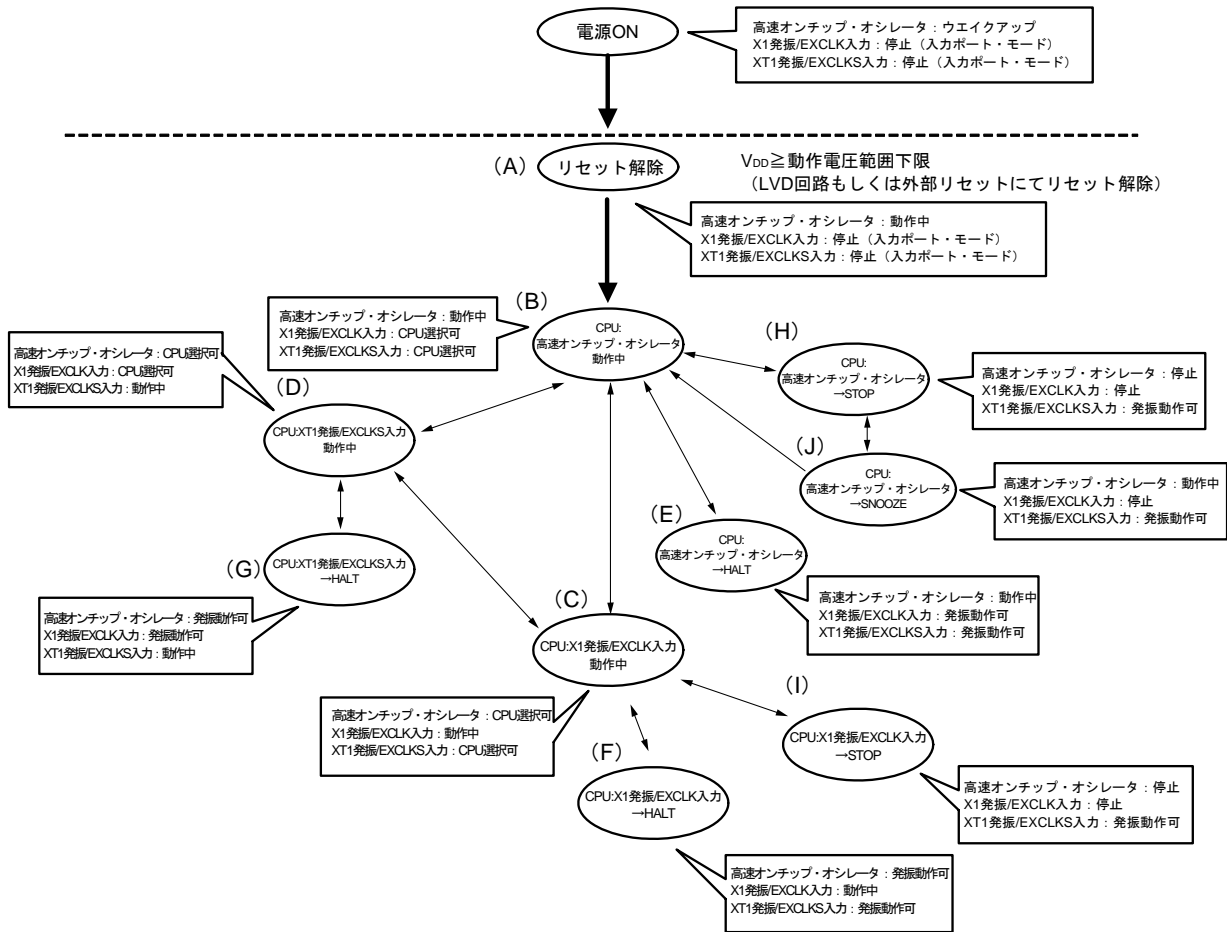 電源ON
高速オンチップ・オシレータ：ウエイクアップ
X1発振/EXCLK入力：停止（入力ポート・モード）
XT1発振/EXCLKS入力：停止（入力ポート・モード）
（A）
リセット解除
VDD≧動作電圧範囲下限
（LVD回路もしくは外部リセットにてリセット解除）
高速オンチップ・オシレータ：動作中
X1発振/EXCLK入力：停止（入力ポート・モード）
XT1発振/EXCLKS入力：停止（入力ポート・モード）
（B）
高速オンチップ・オシレータ：動作中
X1発振/EXCLK入力：CPU選択可
XT1発振/EXCLKS入力：CPU選択可
CPU:
高速オンチップ・オシレータ
動作中
（H）
CPU:
高速オンチップ・オシレータ
→STOP
高速オンチップ・オシレータ：停止
X1発振/EXCLK入力：停止
XT1発振/EXCLKS入力：発振動作可
高速オンチップ・オシレータ：CPU選択可
X1発振/EXCLK入力：CPU選択可
XT1発振/EXCLKS入力：動作中
（D）
CPU:XT1発振/EXCLKS入力
動作中
（J）
CPU:
高速オンチップ・オシレータ
→SNOOZE
高速オンチップ・オシレータ：動作中
X1発振/EXCLK入力：停止
XT1発振/EXCLKS入力：発振動作可
（E）
CPU:
高速オンチップ・オシレータ
→HALT
高速オンチップ・オシレータ：動作中
X1発振/EXCLK入力：発振動作可
XT1発振/EXCLKS入力：発振動作可
（G）
CPU:XT1発振/EXCLKS入力
→HALT
高速オンチップ・オシレータ：発振動作可
X1発振/EXCLK入力：発振動作可
XT1発振/EXCLKS入力：動作中
（C）
CPU:X1発振/EXCLK入力
動作中
高速オンチップ・オシレータ：CPU選択可
X1発振/EXCLK入力：動作中
XT1発振/EXCLKS入力：CPU選択可
（I）
CPU:X1発振/EXCLK入力
→STOP
高速オンチップ・オシレータ：停止
X1発振/EXCLK入力：停止
XT1発振/EXCLKS入力：発振動作可
（F）
CPU:X1発振/EXCLK入力
→HALT
高速オンチップ・オシレータ：発振動作可
X1発振/EXCLK入力：動作中
XT1発振/EXCLKS入力：発振動作可